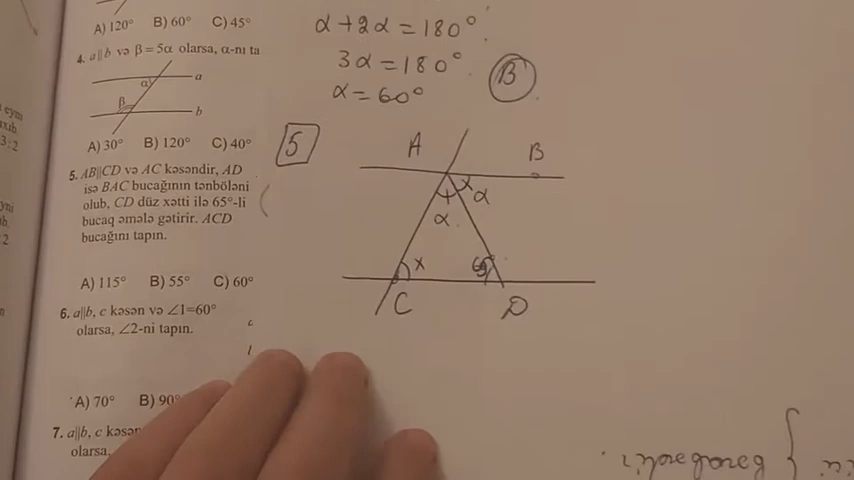 A) 120° B) 60° C) 45°
4. a||b və β = 5α olarsa, α-nı ta
α
a
β
b
A) 30° B) 120° C) 40°
5. AB||CD və AC kəsəndir, AD
isə BAC bucağının tənböləni
olub, CD düz xətti ilə 65°-li
bucaq əmələ gətirir. ACD
bucağını tapın.
A) 115° B) 55° C) 60°
6. a||b, c kəsən və ∠1=60°
olarsa, ∠2-ni tapın.
A) 70° B) 90°
7. a||b, c kəsən
olarsa,
α + 2α = 180°
3α = 180°
α = 60°
B
5
A
B
α
α
x
65°
C
D